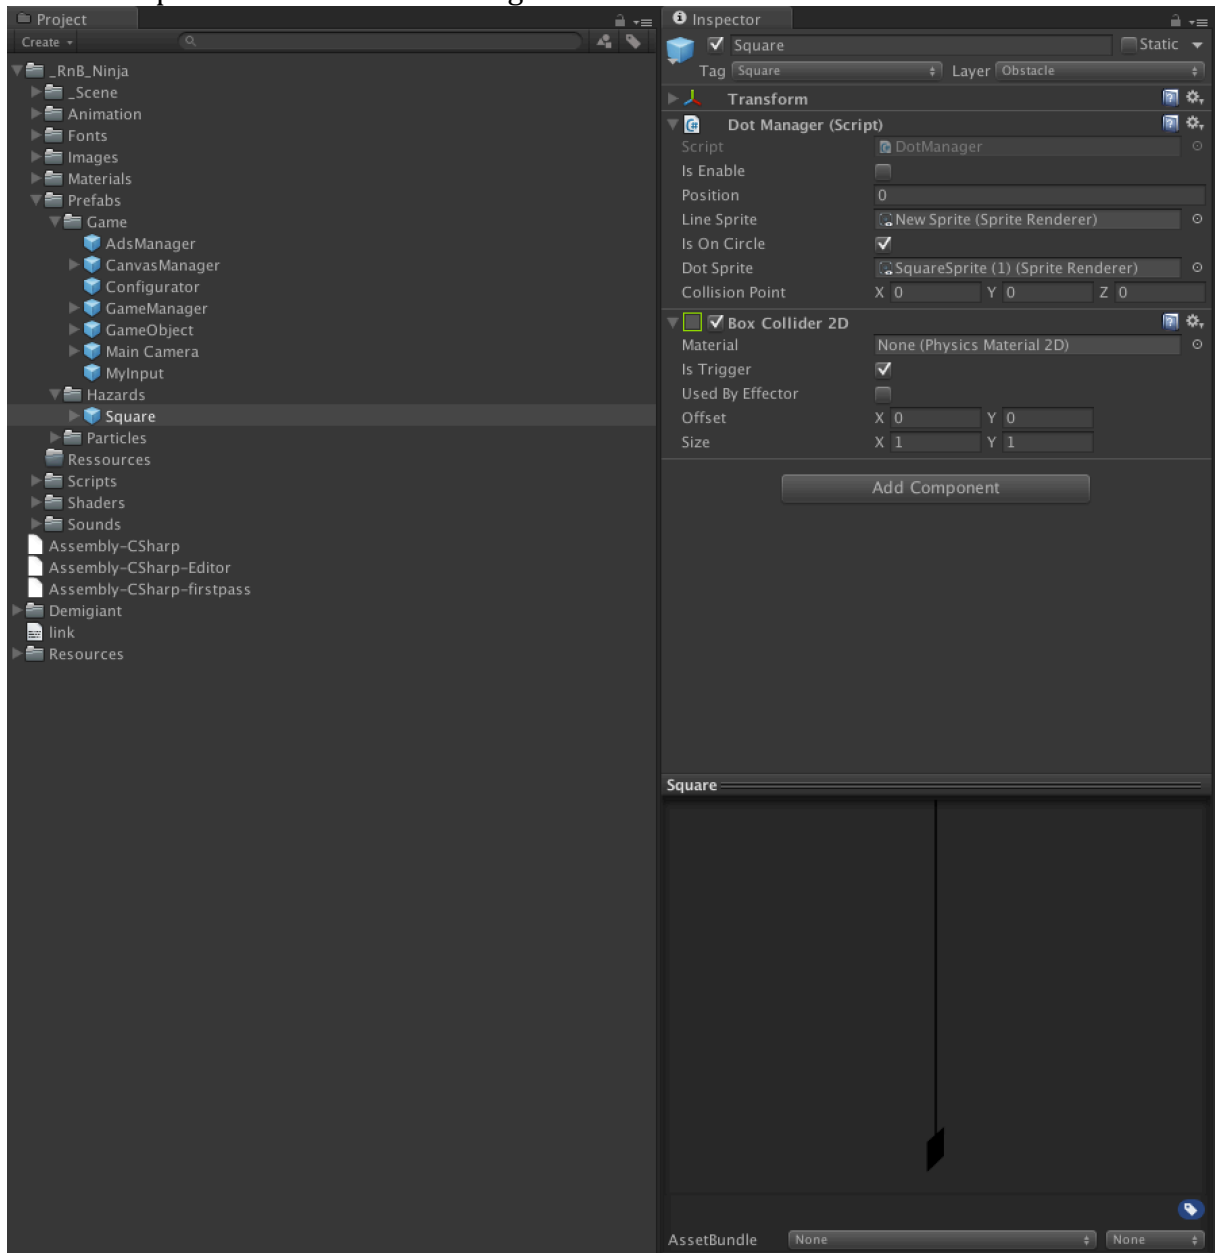 Project
Create
_RnB_Ninja
_Scene
Animation
Fonts
Images
Materials
Prefabs
Game
AdsManager
CanvasManager
Configurator
GameManager
GameObject
Main Camera
MyInput
Hazards
Square
Particles
Ressources
Scripts
Shaders
Sounds
Assembly-CSharp
Assembly-CSharp-Editor
Assembly-CSharp-firstpass
Demigiant
link
Resources
Inspector
Square Static
Tag Square Layer Obstacle
Transform
Dot Manager (Script)
Script DotManager
Is Enable
Position 0
Line Sprite New Sprite (Sprite Renderer)
Is On Circle
Dot Sprite SquareSprite (1) (Sprite Renderer)
Collision Point X 0 Y 0 Z 0
Box Collider 2D
Material None (Physics Material 2D)
Is Trigger
Used By Effector
Offset X 0 Y 0
Size X 1 Y 1
Add Component
Square
AssetBundle None None